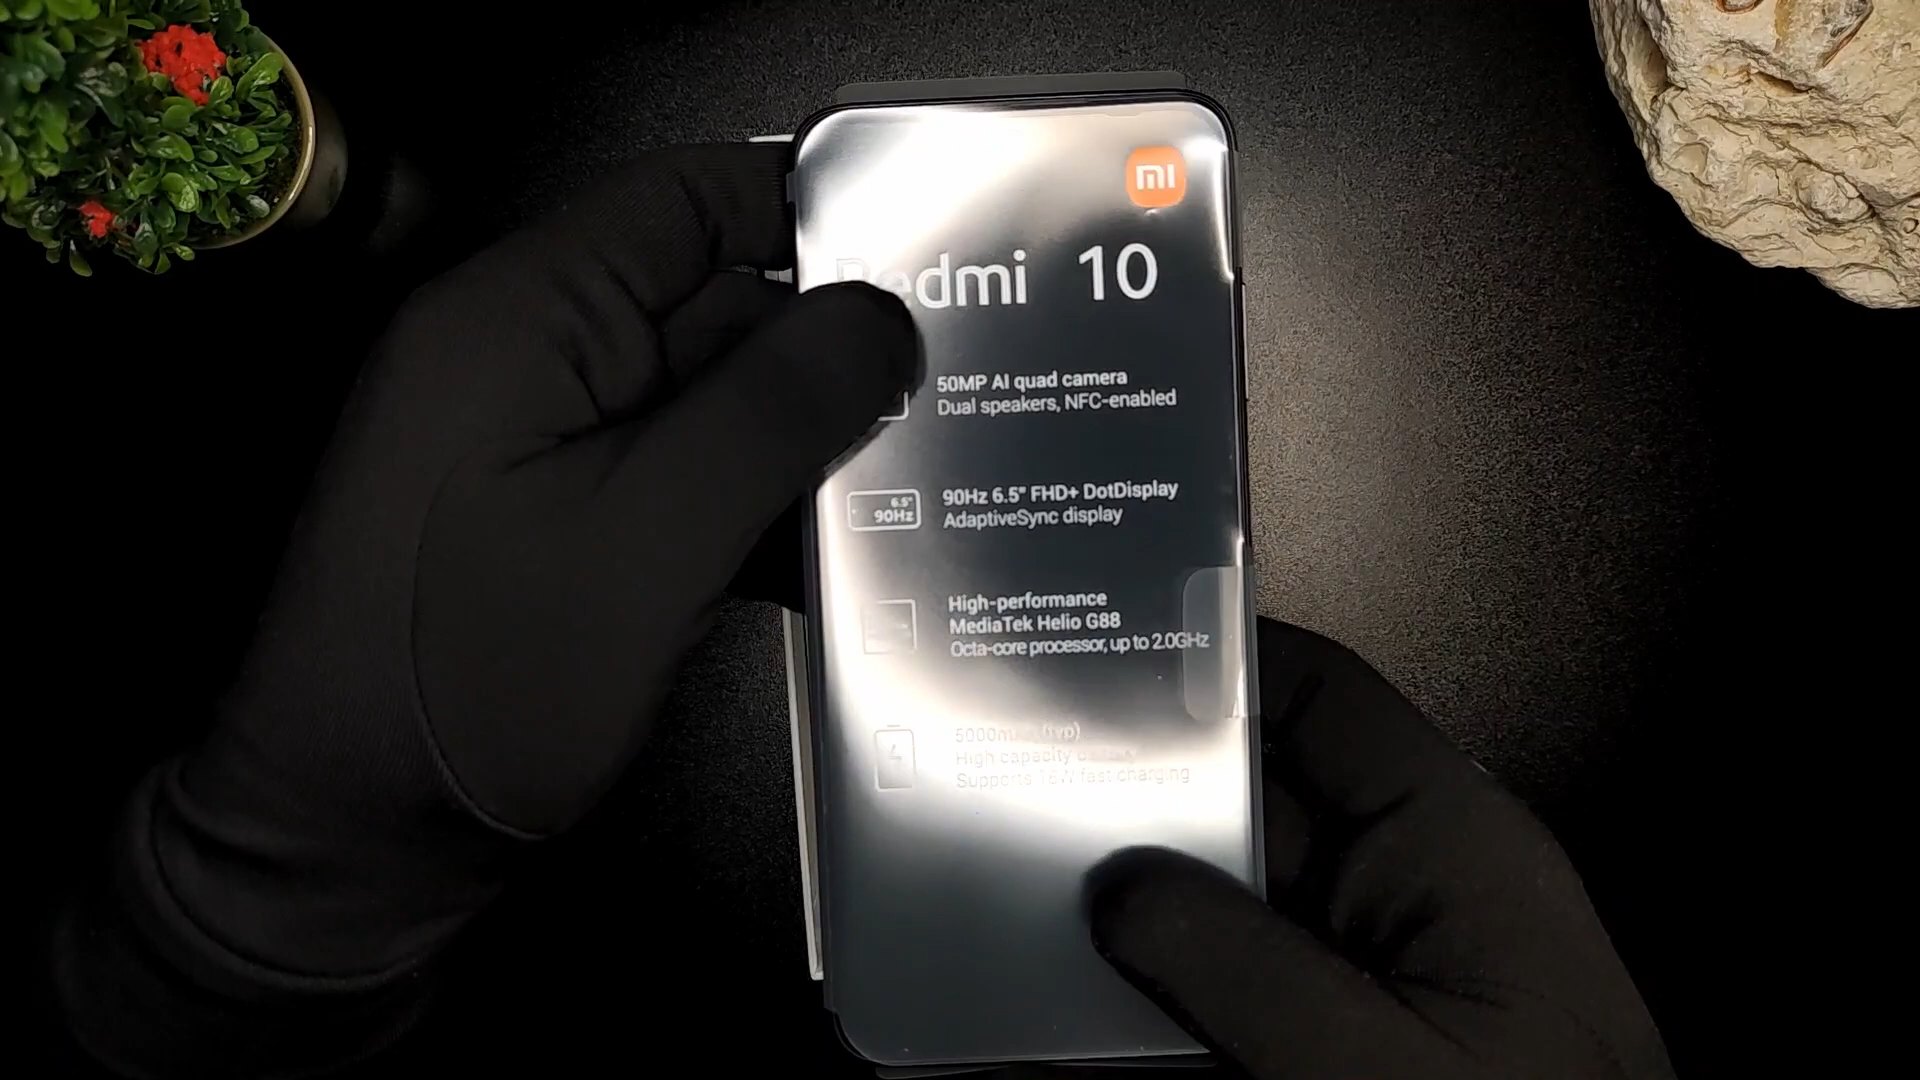 mi
Redmi 10
50MP AI quad camera
Dual speakers, NFC-enabled
6.5"
90Hz
90Hz 6.5" FHD+ DotDisplay
AdaptiveSync display
High-performance
MediaTek Helio G88
Octa-core processor, up to 2.0GHz
(typ)
High capacity
Supports 18W fast charging